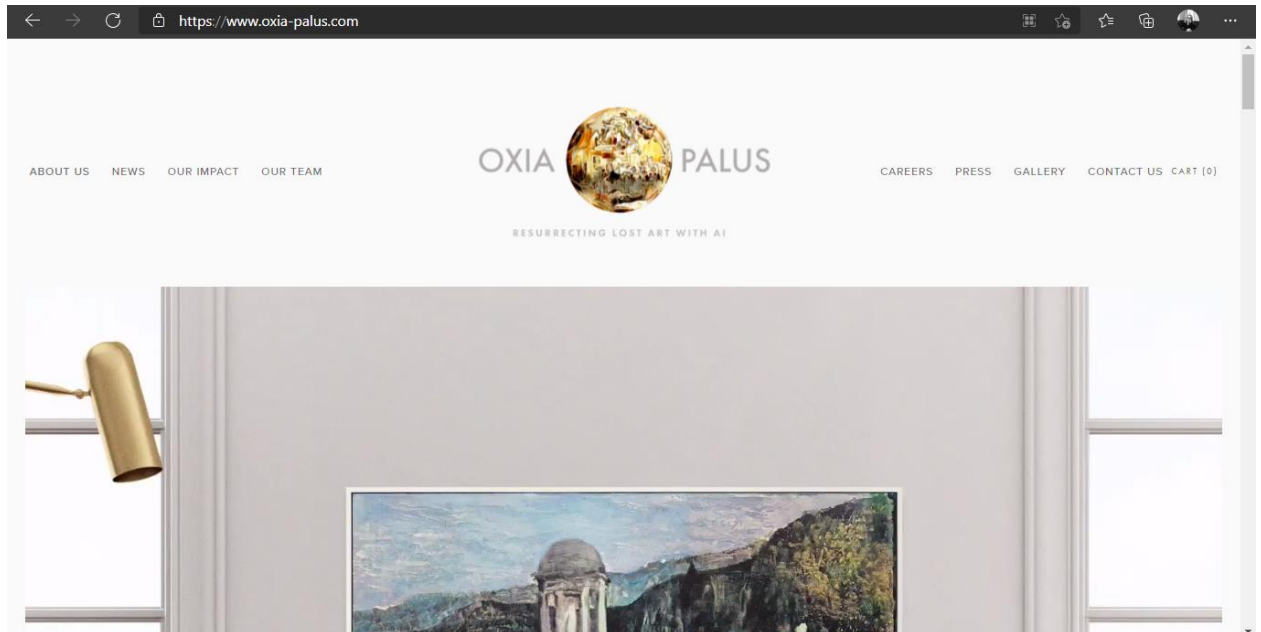 https://www.oxia-palus.com
ABOUT US NEWS OUR IMPACT OUR TEAM
OXIA PALUS
CAREERS PRESS GALLERY CONTACT US CART (0)
RESURRECTING LOST ART WITH AI